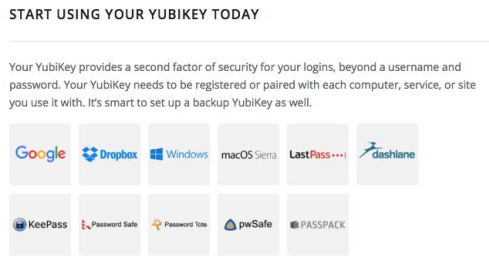 START USING YOUR YUBIKEY TODAY
Your YubiKey provides a second factor of security for your logins, beyond a username and
password. Your YubiKey needs to be registered or paired with each computer, service, or site
you use it with. It's smart to set up a backup YubiKey as well.
Google Dropbox Windows macOS Sierra LastPass dashlane
KeePass Password Safe Password Tote pwSafe PASSPACK